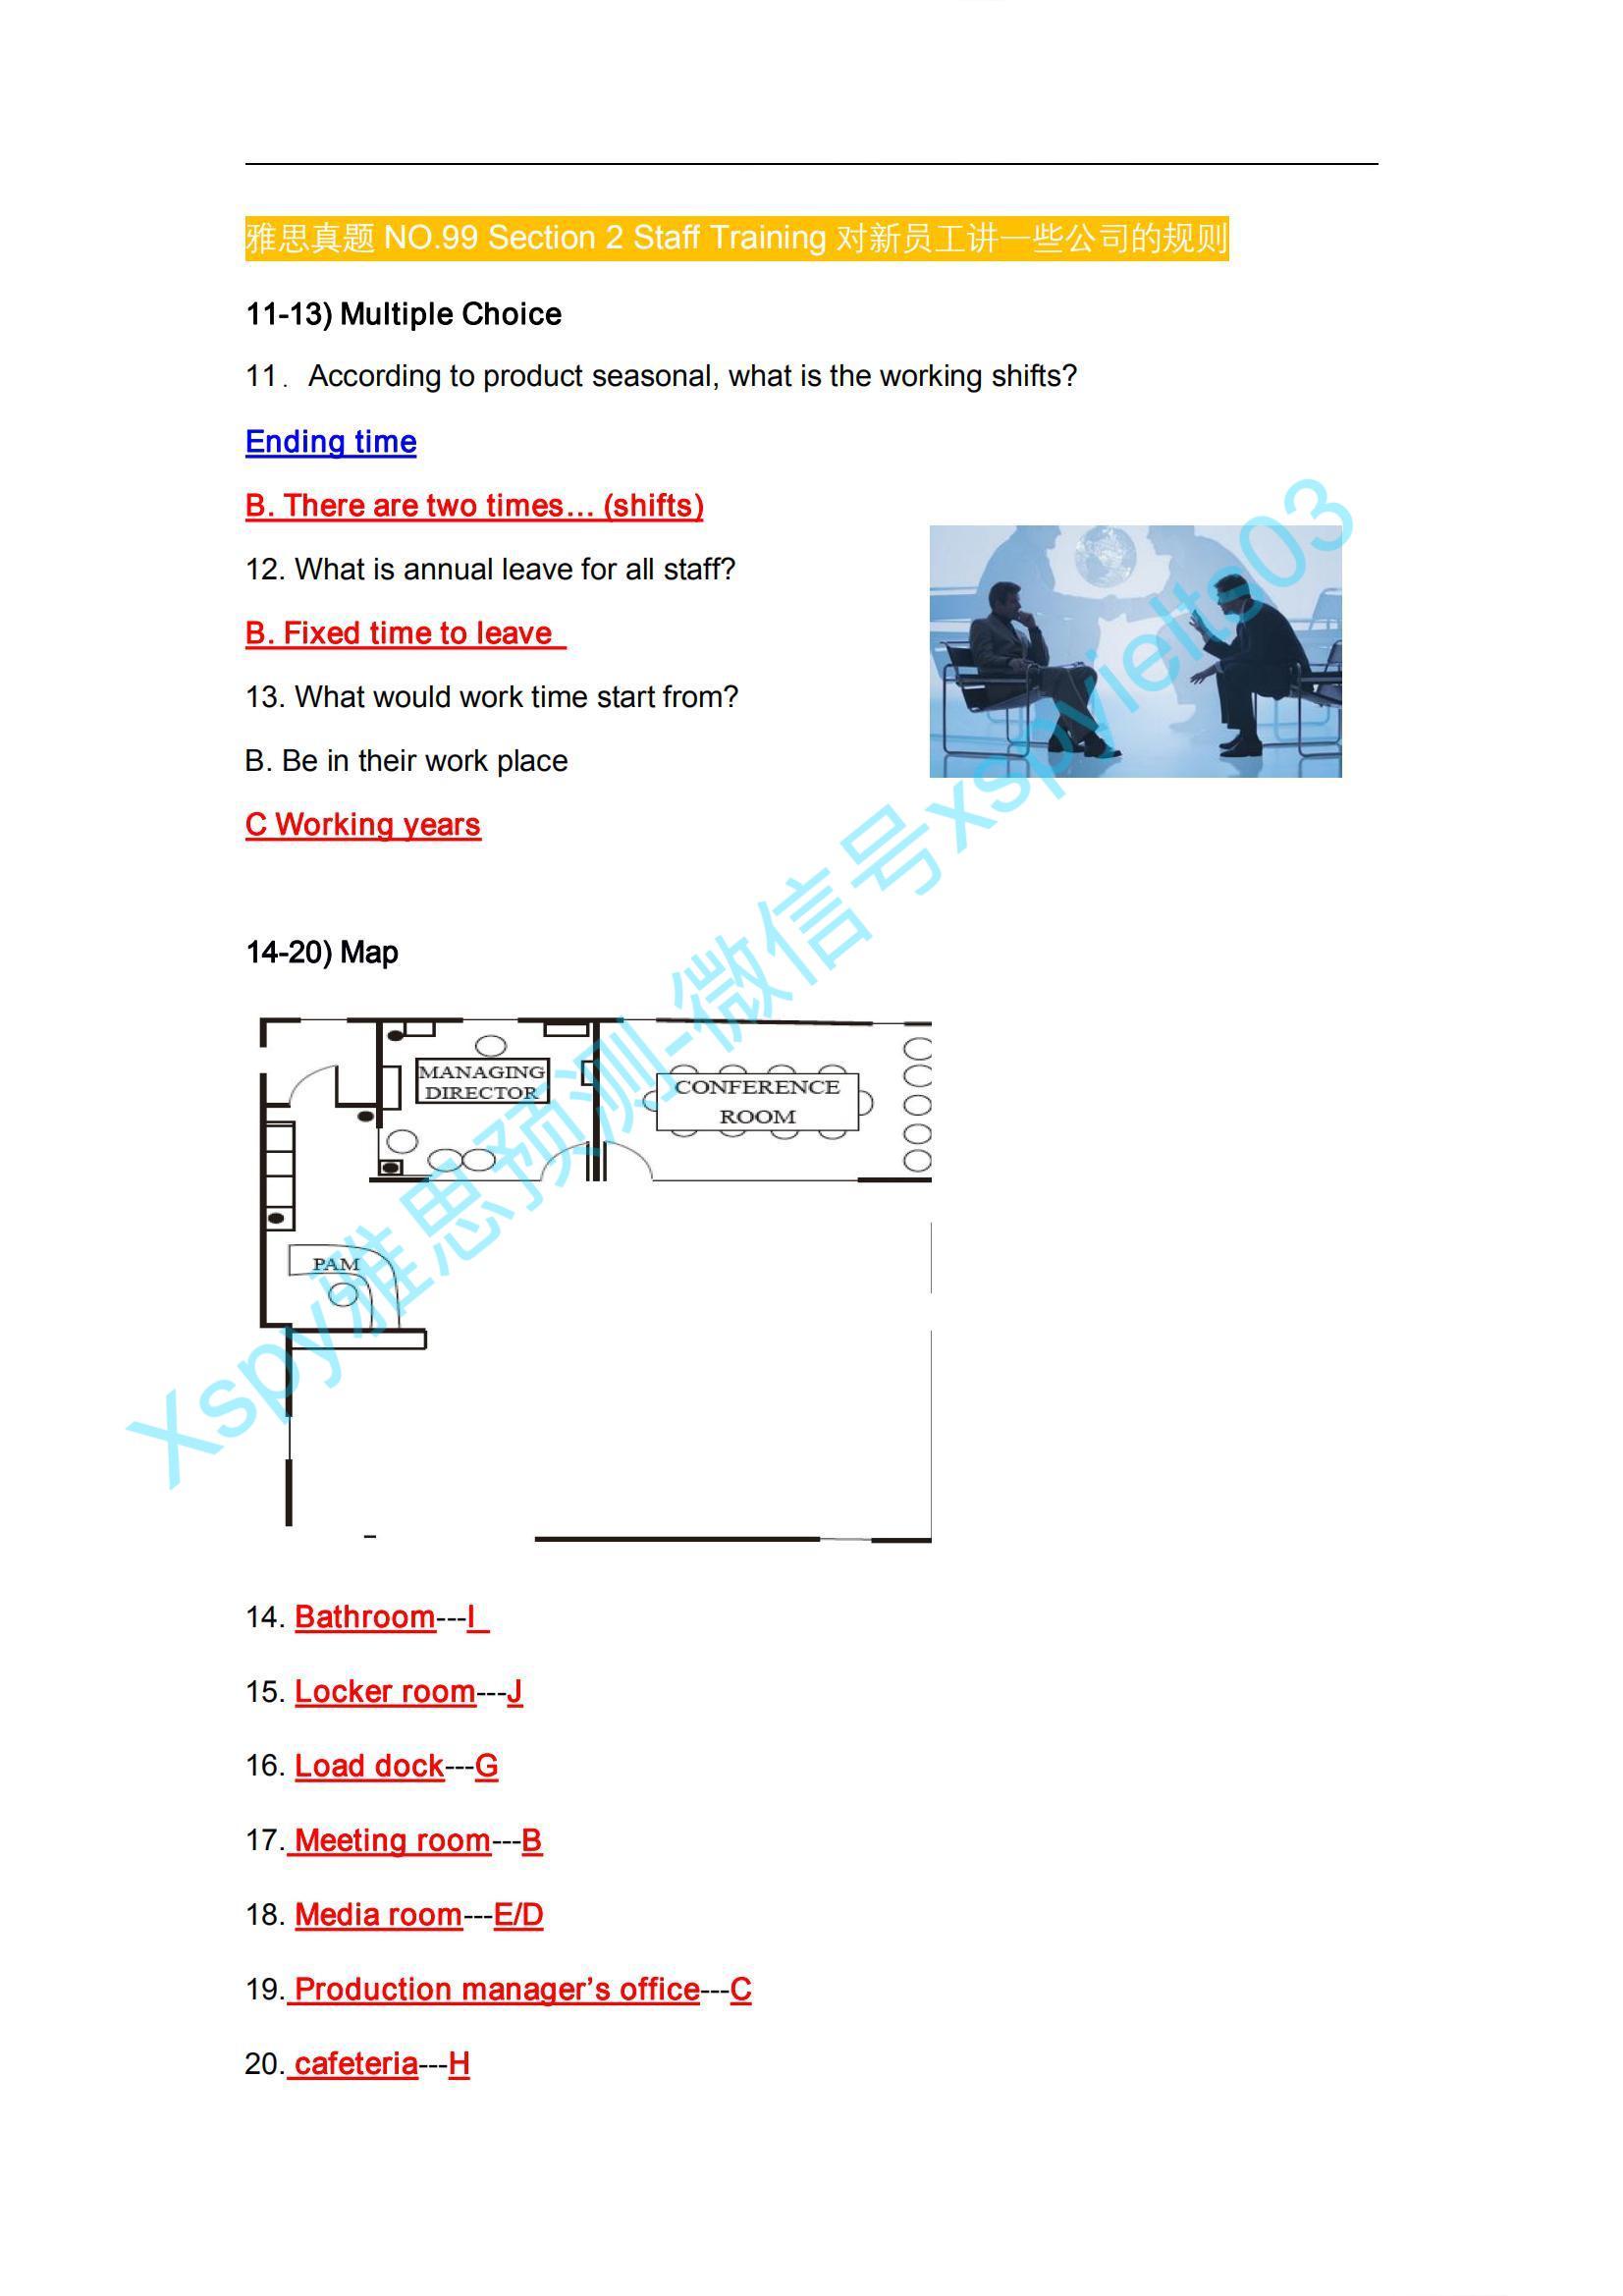 雅思真题 NO.99 Section 2 Staff Training 对新员工讲一些公司的规则
11-13) Multiple Choice
11. According to product seasonal, what is the working shifts?
Ending time
B. There are two times… (shifts)
12. What is annual leave for all staff?
B. Fixed time to leave
13. What would work time start from?
B. Be in their work place
C Working years
14-20) Map
MANAGING
DIRECTOR
CONFERENCE
ROOM
PAM
14. Bathroom---I
15. Locker room---J
16. Load dock---G
17. Meeting room---B
18. Media room---E/D
19. Production manager’s office---C
20. cafeteria---H
Xspy雅思预测-微信号xspyielts03